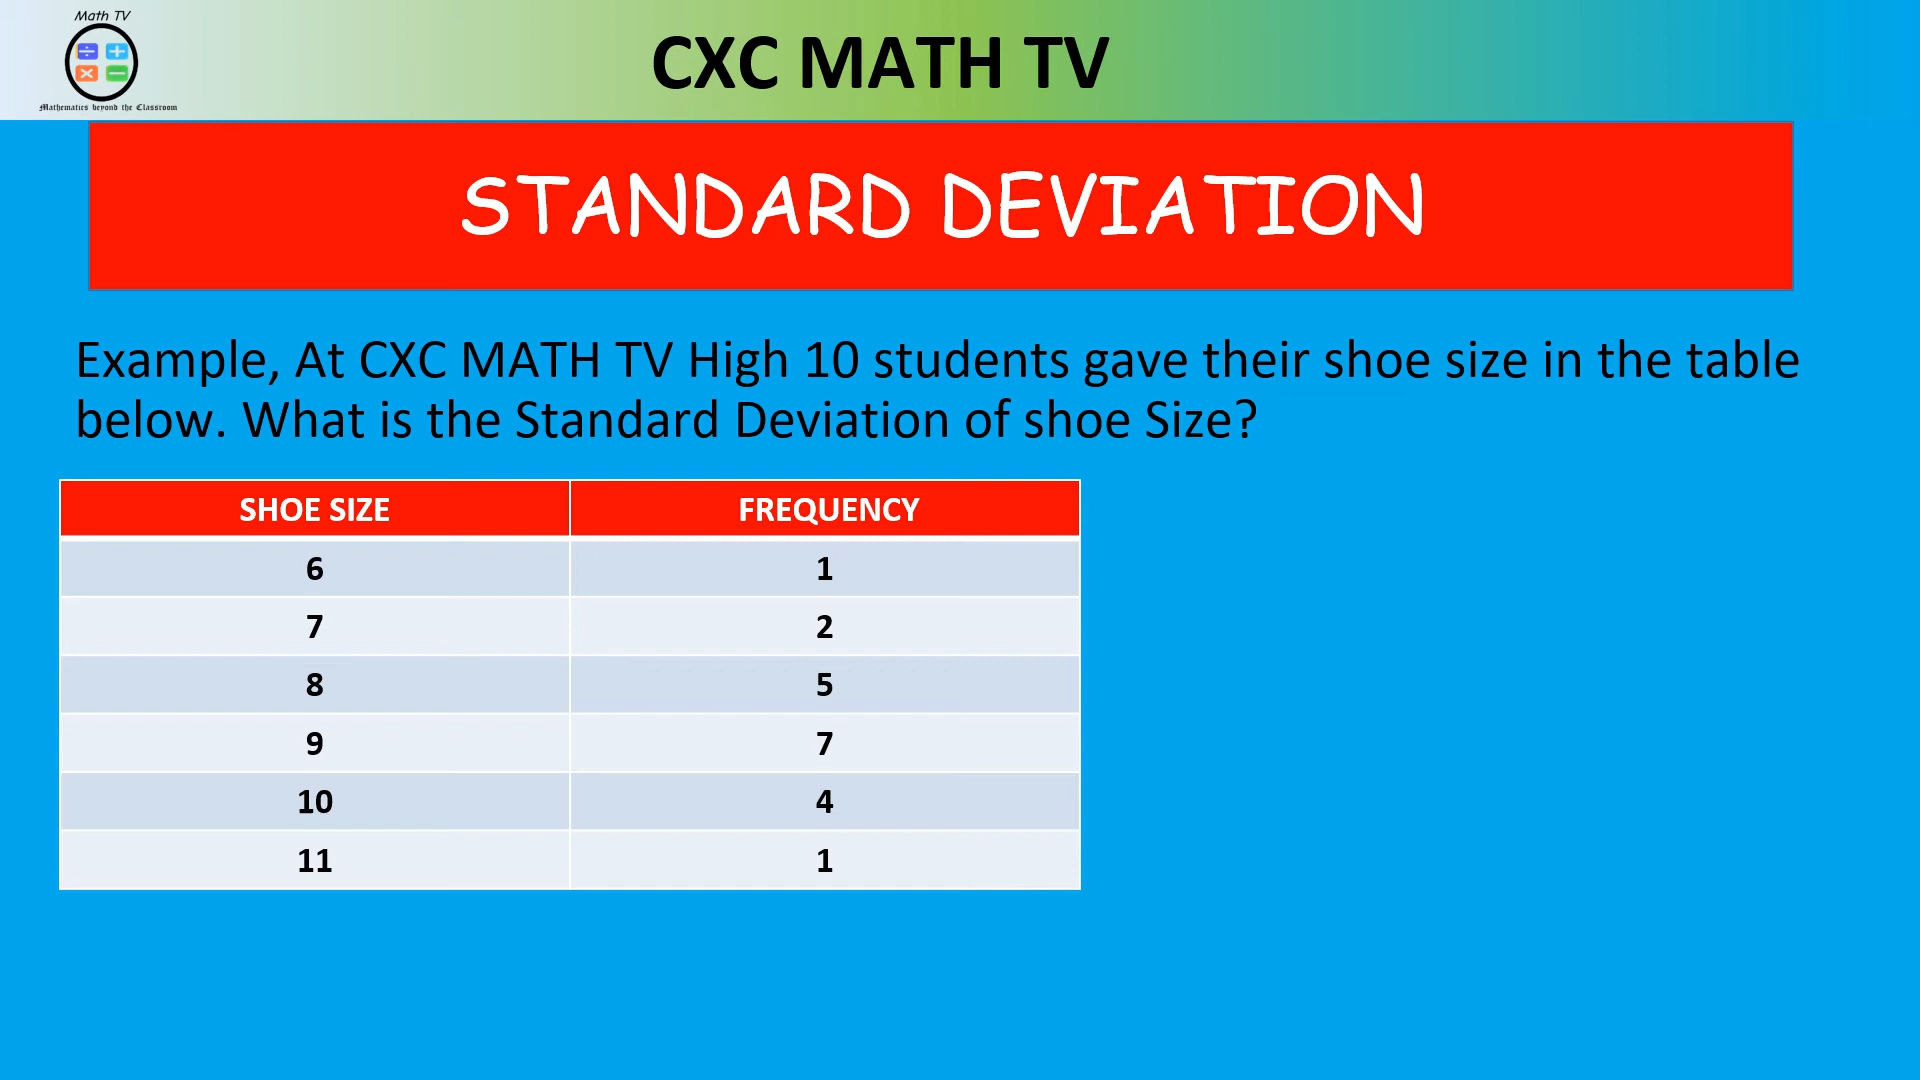 Math TV
Mathematics beyond the Classroom
CXC MATH TV
STANDARD DEVIATION
Example, At CXC MATH TV High 10 students gave their shoe size in the table
below. What is the Standard Deviation of shoe Size?
SHOE SIZE FREQUENCY
6 1
7 2
8 5
9 7
10 4
11 1